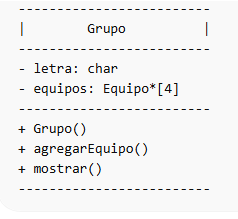 ------------------------
|        Grupo         |
------------------------
- letra: char
- equipos: Equipo*[4]
------------------------
+ Grupo()
+ agregarEquipo()
+ mostrar()
------------------------